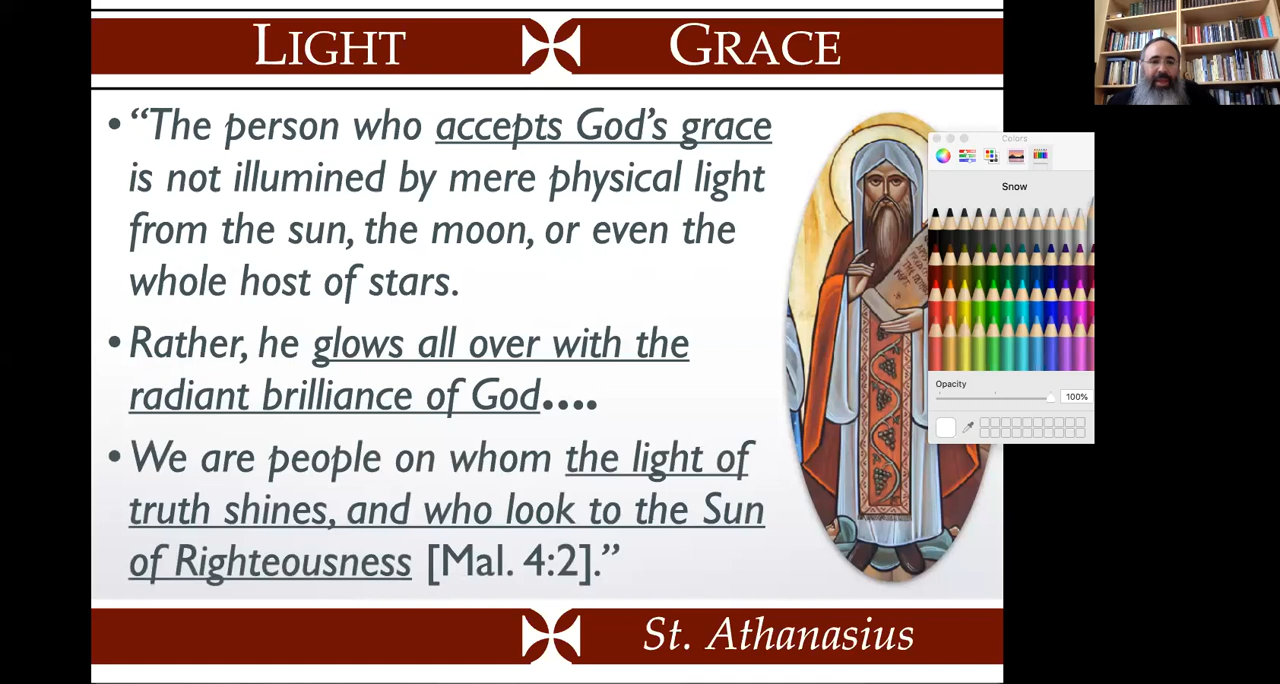 LIGHT GRACE
• “The person who accepts God’s grace
is not illumined by mere physical light
from the sun, the moon, or even the
whole host of stars.
• Rather, he glows all over with the
radiant brilliance of God....
• We are people on whom the light of
truth shines, and who look to the Sun
of Righteousness [Mal. 4:2].”
St. Athanasius
Colors
Snow
Opacity
100%